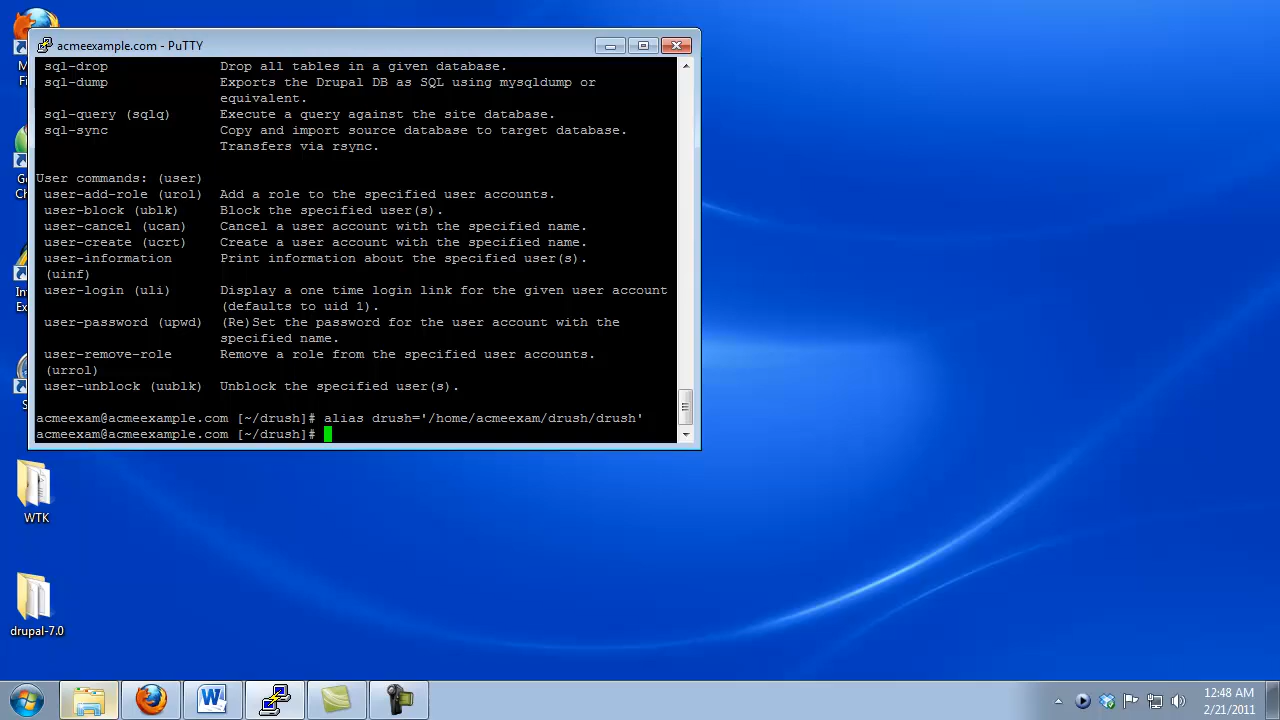 acmeexample.com - PuTTY
sql-drop Drop all tables in a given database.
sql-dump Exports the Drupal DB as SQL using mysqldump or
equivalent.
sql-query (sqlq) Execute a query against the site database.
sql-sync Copy and import source database to target database.
Transfers via rsync.
User commands: (user)
user-add-role (urol) Add a role to the specified user accounts.
user-block (ublk) Block the specified user(s).
user-cancel (ucan) Cancel a user account with the specified name.
user-create (ucrt) Create a user account with the specified name.
user-information Print information about the specified user(s).
(uinf)
user-login (uli) Display a one time login link for the given user account
(defaults to uid 1).
user-password (upwd) (Re)Set the password for the user account with the
specified name.
user-remove-role Remove a role from the specified user accounts.
(urrol)
user-unblock (uublk) Unblock the specified user(s).
acmeexam@acmeexample.com [~/drush]# alias drush='/home/acmeexam/drush/drush'
acmeexam@acmeexample.com [~/drush]#
WTK
drupal-7.0
12:48 AM
2/21/2011